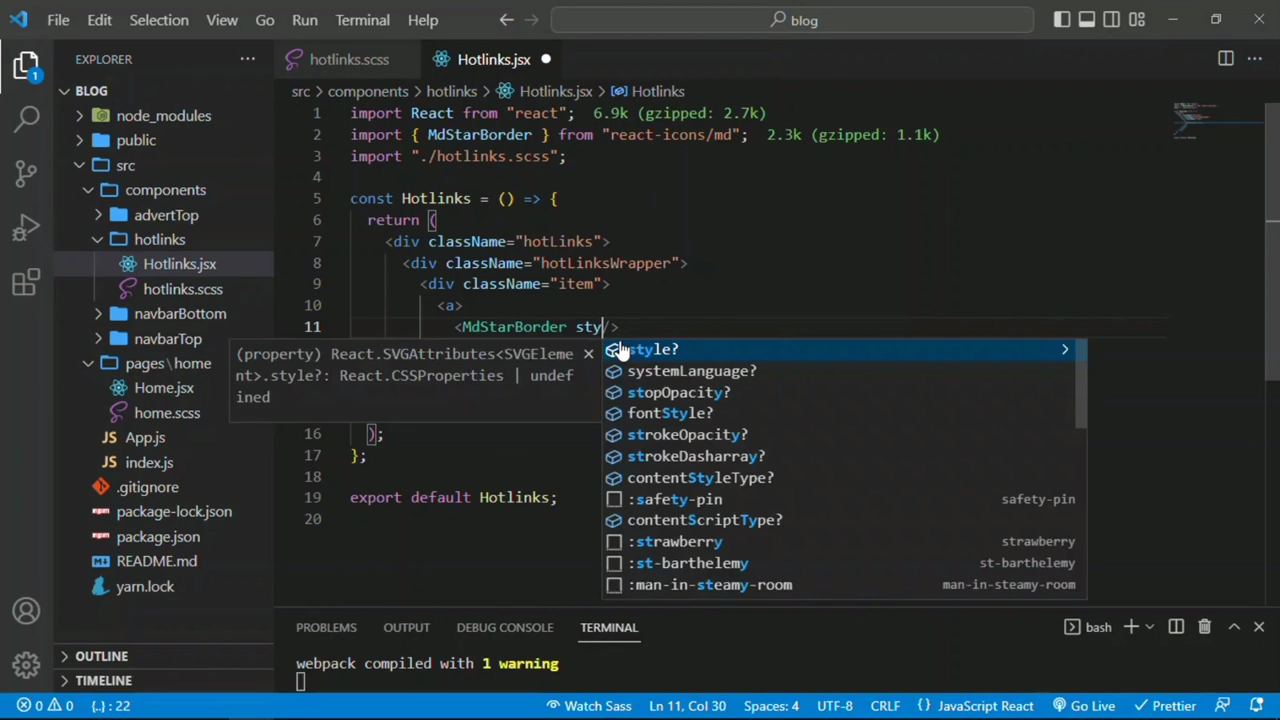 File Edit Selection View Go Run Terminal Help blog
EXPLORER
hotlinks.scss Hotlinks.jsx
BLOG
node_modules
public
src
components
advertTop
hotlinks
Hotlinks.jsx
hotlinks.scss
navbarBottom
navbarTop
pages\home
Home.jsx
home.scss
App.js
index.js
.gitignore
package-lock.json
package.json
README.md
yarn.lock
OUTLINE
TIMELINE
1
src > components > hotlinks > Hotlinks.jsx > Hotlinks
1 import React from "react"; 6.9k (gzipped: 2.7k)
2 import { MdStarBorder } from "react-icons/md"; 2.3k (gzipped: 1.1k)
3 import "./hotlinks.scss";
4
5 const Hotlinks = () => {
6 return (
7 <div className="hotLinks">
8 <div className="hotLinksWrapper">
9 <div className="item">
10 <a>
11 <MdStarBorder sty/>
(property) React.SVGAttributes<SVGEleme
nt>.style?: React.CSSProperties | undef
ined
style?
systemLanguage?
stopOpacity?
fontStyle?
strokeOpacity?
strokeDasharray?
contentStyleType?
:safety-pin safety-pin
contentScriptType?
:strawberry strawberry
:st-barthelemy st-barthelemy
:man-in-steamy-room man-in-steamy-room
16 );
17 };
18
19 export default Hotlinks;
20
PROBLEMS OUTPUT DEBUG CONSOLE TERMINAL bash
webpack compiled with 1 warning
0 0 {..} : 22 Watch Sass Ln 11, Col 30 Spaces: 4 UTF-8 CRLF {} JavaScript React Go Live Prettier